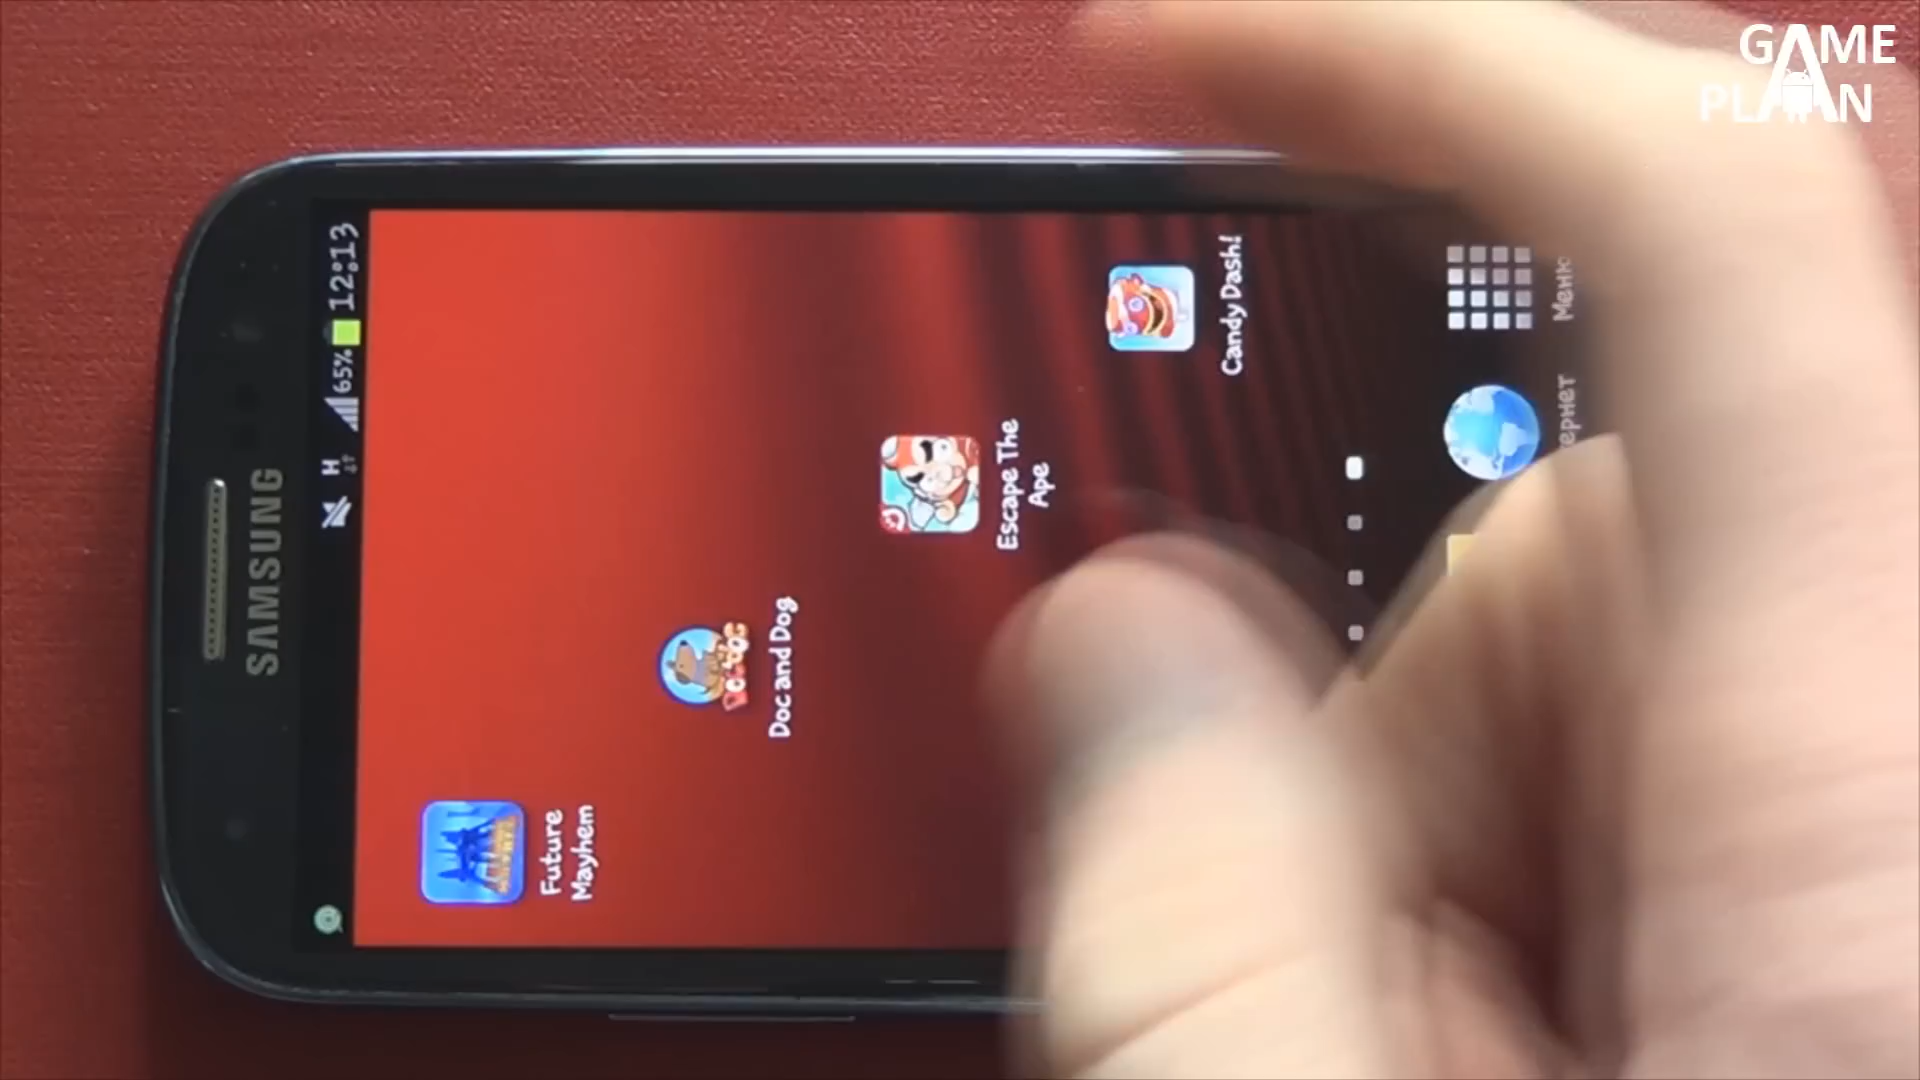 GAME
PLAN
SAMSUNG
H
65%
12:13
Future
Mayhem
Doc and Dog
Escape The
Ape
Candy Dash!